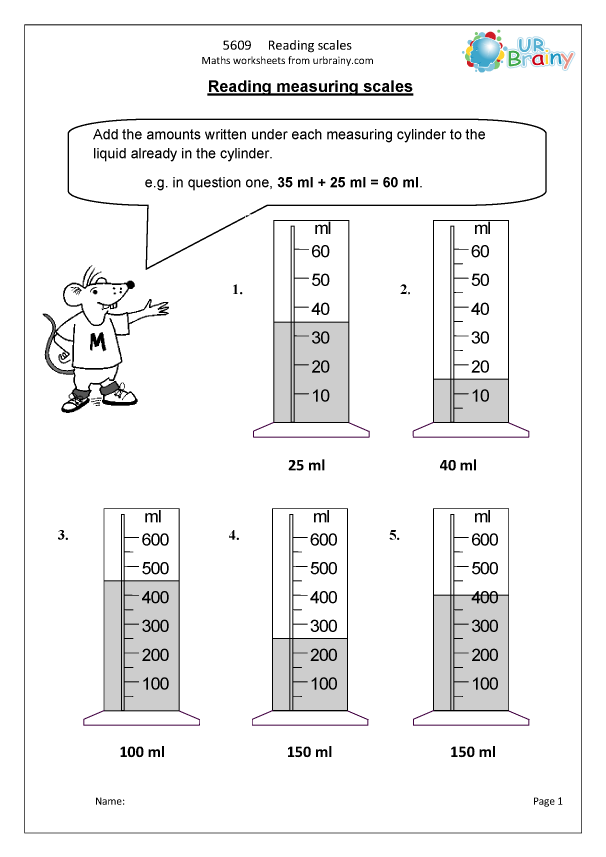 5609 Reading scales
Maths worksheets from urbrainy.com
UR
Brainy
Reading measuring scales
Add the amounts written under each measuring cylinder to the
liquid already in the cylinder.
e.g. in question one, 35 ml + 25 ml = 60 ml.
M
1.
ml
60
50
40
30
20
10
25 ml
2.
ml
60
50
40
30
20
10
40 ml
3.
ml
600
500
400
300
200
100
100 ml
4.
ml
600
500
400
300
200
100
150 ml
5.
ml
600
500
400
300
200
100
150 ml
Name:
Page 1